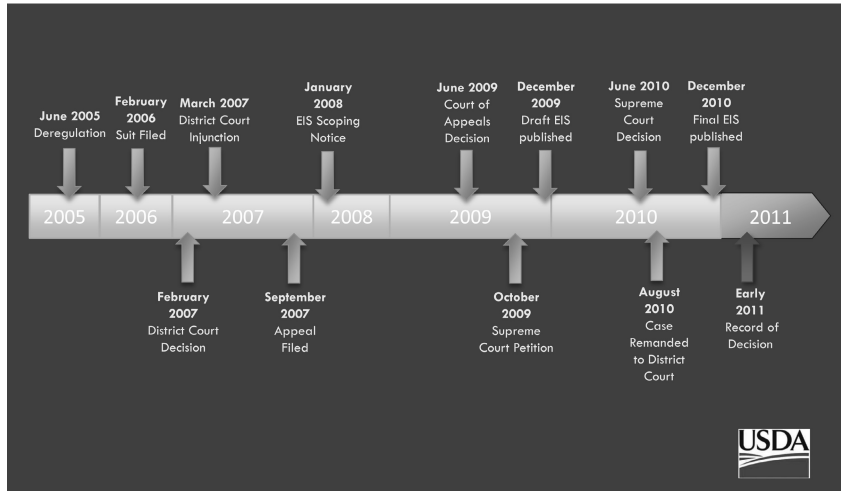 June 2005
Deregulation
February
2006
Suit Filed
March 2007
District Court
Injunction
January
2008
EIS Scoping
Notice
June 2009
Court of
Appeals
Decision
December
2009
Draft EIS
published
June 2010
Supreme
Court
Decision
December
2010
Final EIS
published
2005
2006
2007
2008
2009
2010
2011
February
2007
District Court
Decision
September
2007
Appeal
Filed
October
2009
Supreme
Court Petition
August
2010
Case
Remanded
to District
Court
Early
2011
Record of
Decision
USDA